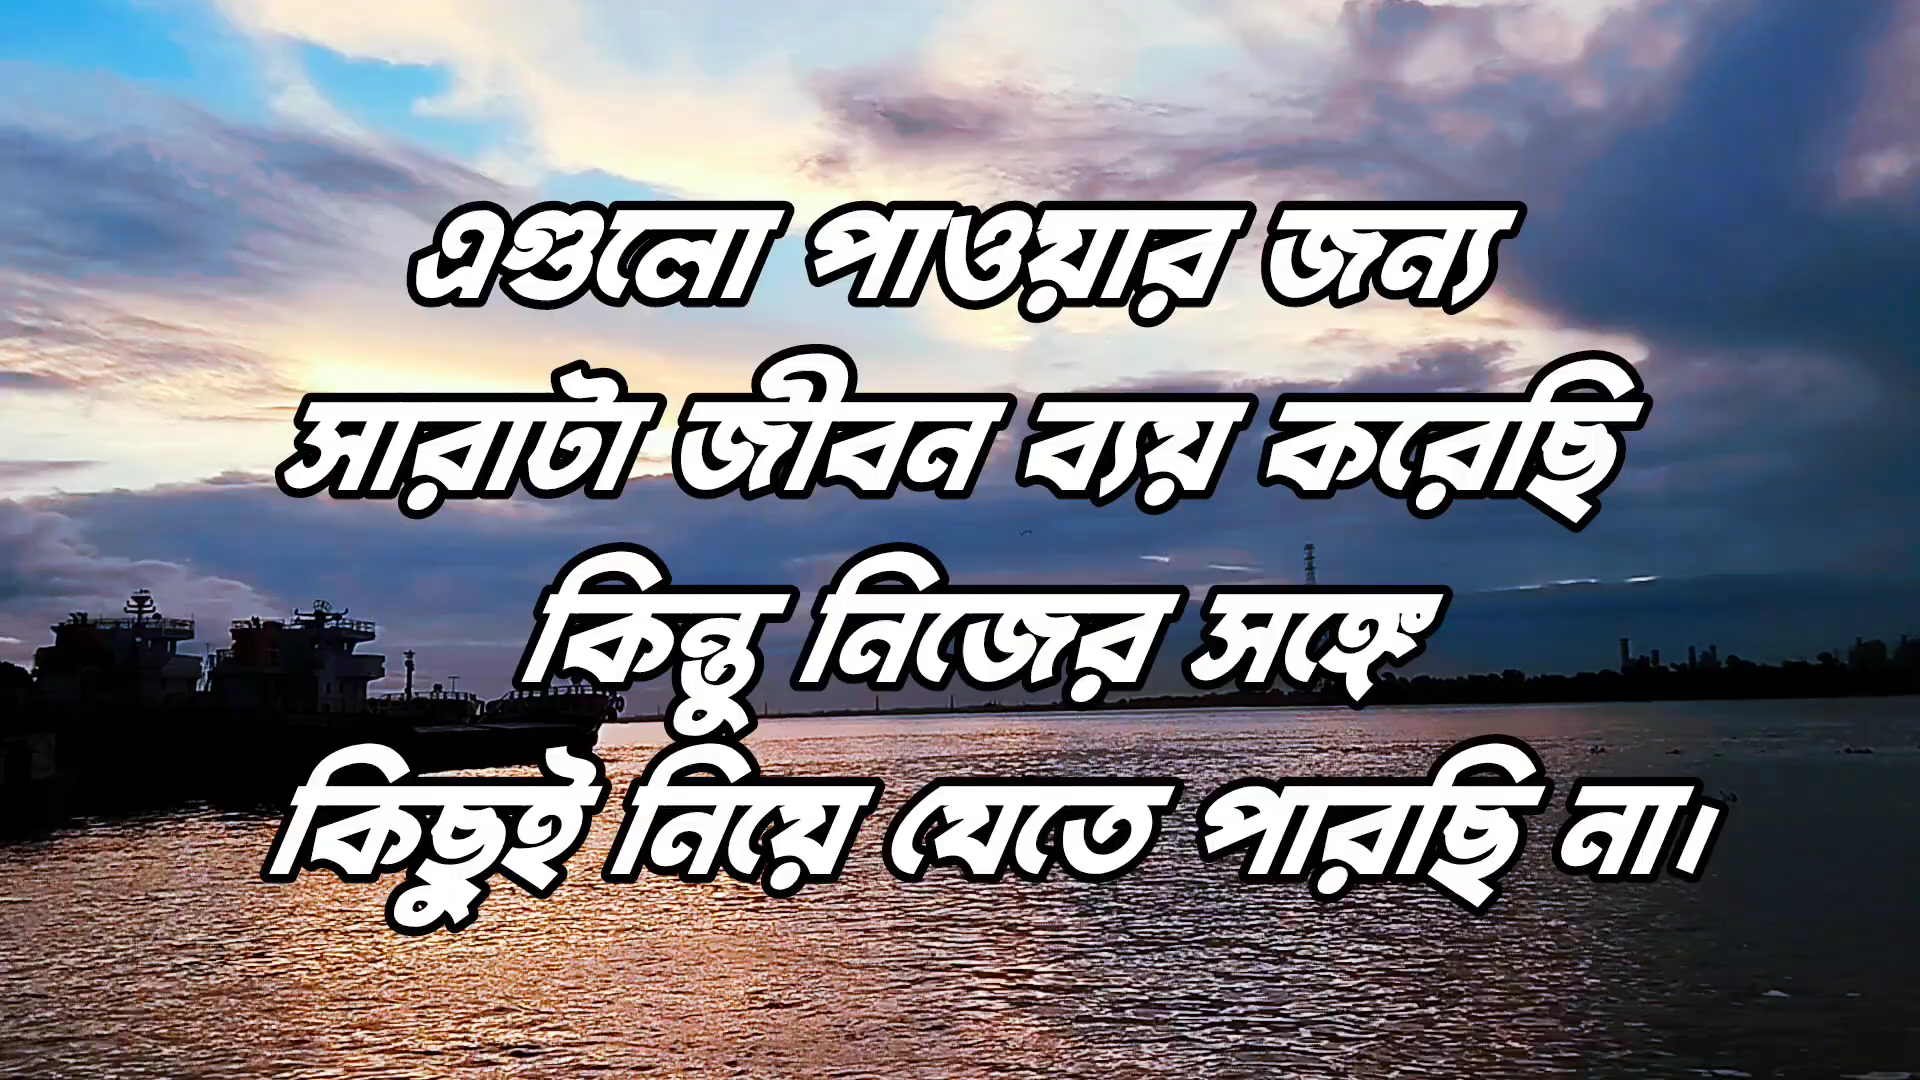 এগুলো পাওয়ার জন্য
সারাটা জীবন ব্যয় করেছি
কিন্তু নিজের সঙ্গে
কিছুই নিয়ে যেতে পারছি না।